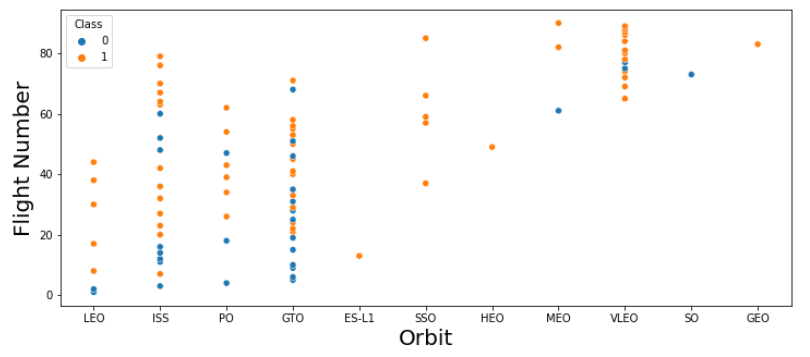 Class
0
1
Flight Number
80
60
40
20
0
LEO ISS PO GTO ES-L1 SSO HEO MEO VLEO SO GEO
Orbit